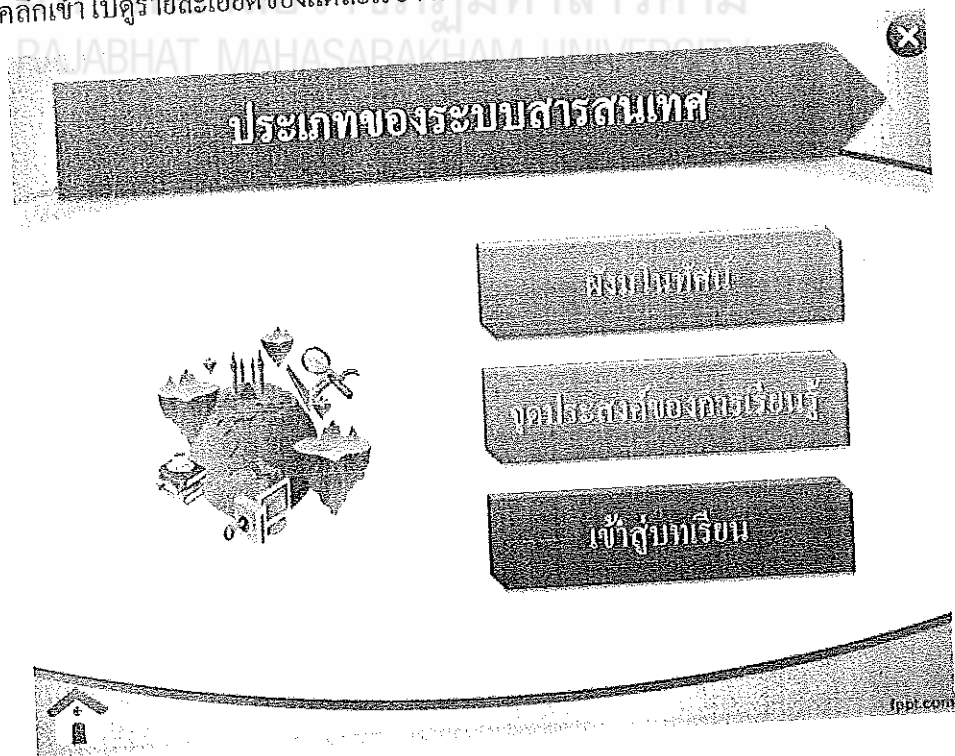 คลิกเข้าไปดูรายละเอียดของแต่ละ
RAJABHAT MAHASARAKHAM UNIVERSITY
ประเภทของระบบสารสนเทศ
ผังมโนทัศน์
จุดประสงค์ของการเรียนรู้
เข้าสู่บทเรียน
fppt.com